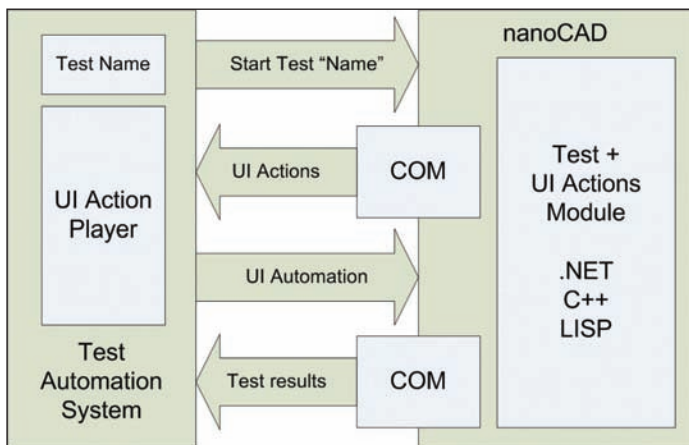 nanoCAD
Test Name
Start Test “Name”
UI Action
Player
UI Actions
COM
Test +
UI Actions
Module
.NET
C++
LISP
UI Automation
Test
Automation
System
Test results
COM